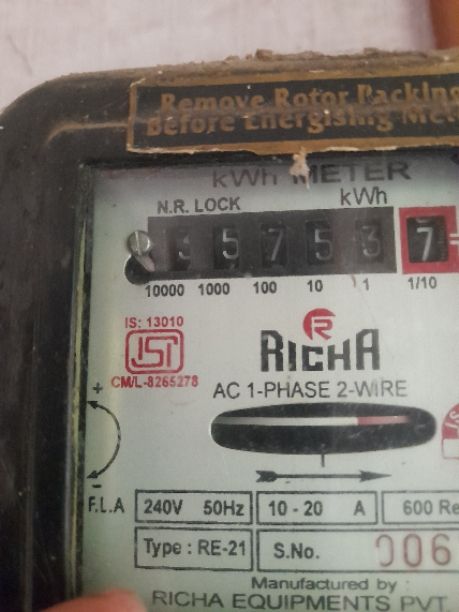 Remove Rotor Packing
Before Energising Mete
kWh METER
N.R. LOCK kWh
3 5 7 5 3 7
10000 1000 100 10 1 1/10
IS: 13010
ISI
CM/L-8265278
R
RICHA
AC 1-PHASE 2-WIRE
+
-
F.L.A
240V 50Hz 10 - 20 A 600 Re
Type : RE-21 S.No. 006
Manufactured by :
RICHA EQUIPMENTS PVT.